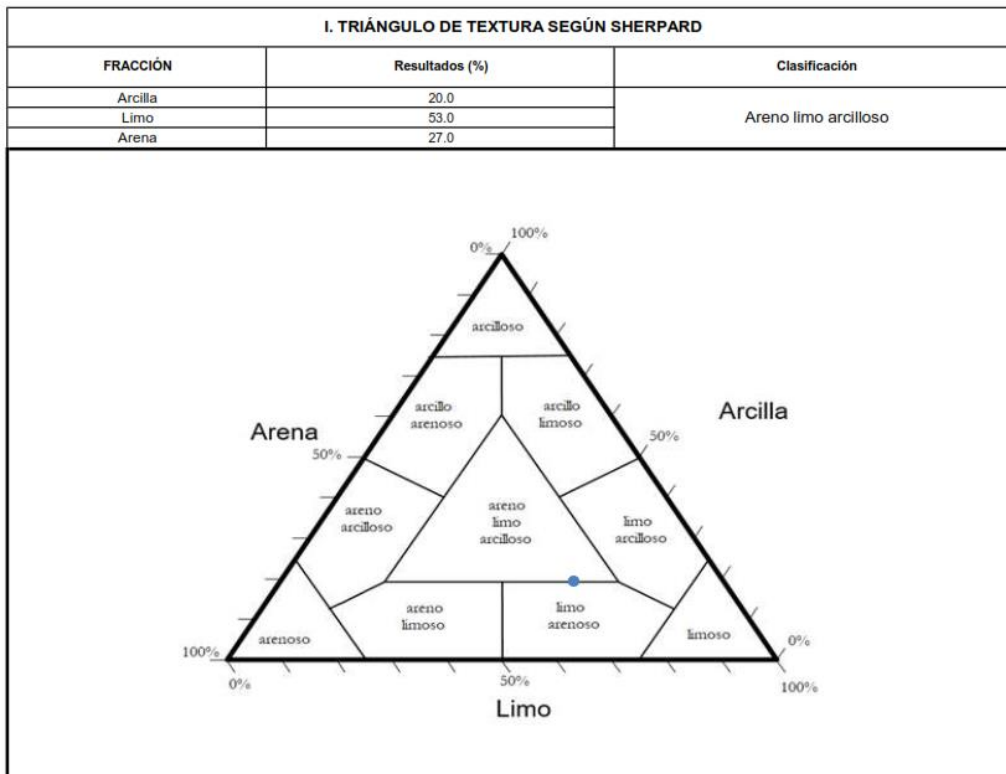 I. TRIÁNGULO DE TEXTURA SEGÚN SHERPARD
FRACCIÓN Resultados (%) Clasificación
Arcilla 20.0
Limo 53.0
Arena 27.0
Areno limo arcilloso
100%
0%
arcilloso
arcillo
arenoso
arcillo
limoso
Arena
Arcilla
50%
50%
areno
arcilloso
areno
limo
arcilloso
limo
arcilloso
areno
limoso
limo
arenoso
arenoso
limoso
100%
0%
0%
50%
100%
Limo